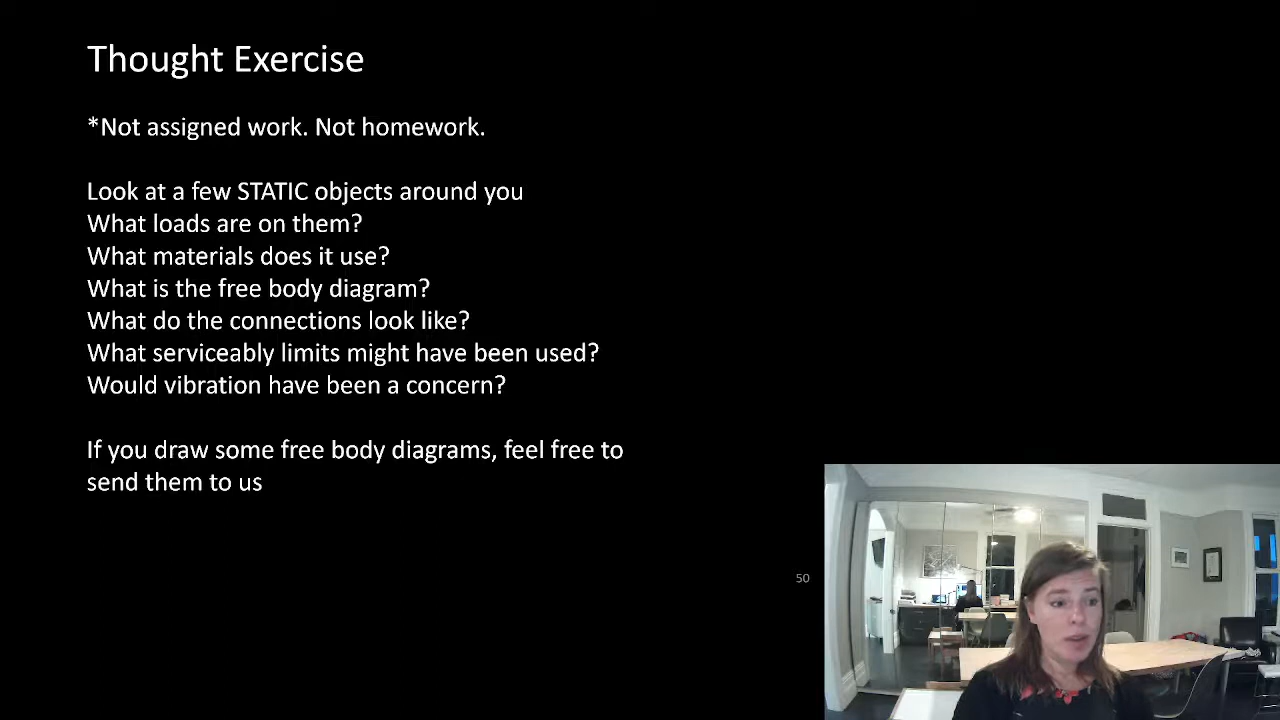 Thought Exercise
*Not assigned work. Not homework.
Look at a few STATIC objects around you
What loads are on them?
What materials does it use?
What is the free body diagram?
What do the connections look like?
What serviceably limits might have been used?
Would vibration have been a concern?
If you draw some free body diagrams, feel free to
send them to us
50